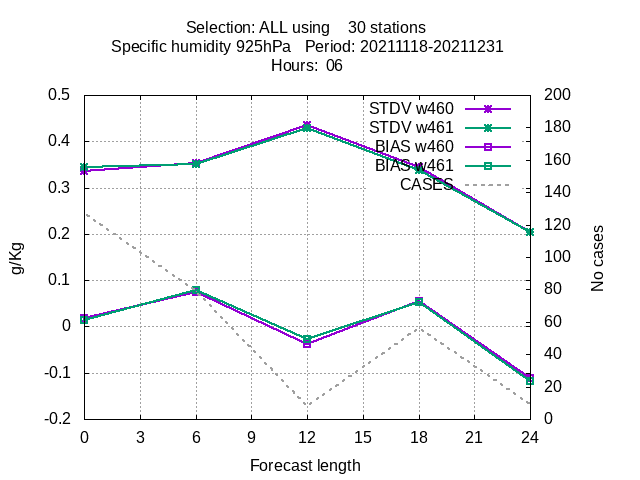 Selection: ALL using    30 stations
Specific humidity 925hPa   Period: 20211118-20211231
Hours:  06
0.5
0.4
0.3
0.2
0.1
0
-0.1
-0.2
g/Kg
STDV w460
STDV w461
BIAS w460
BIAS w461
CASES
200
180
160
140
120
100
80
60
40
20
0
No cases
0 3 6 9 12 15 18 21 24
Forecast length